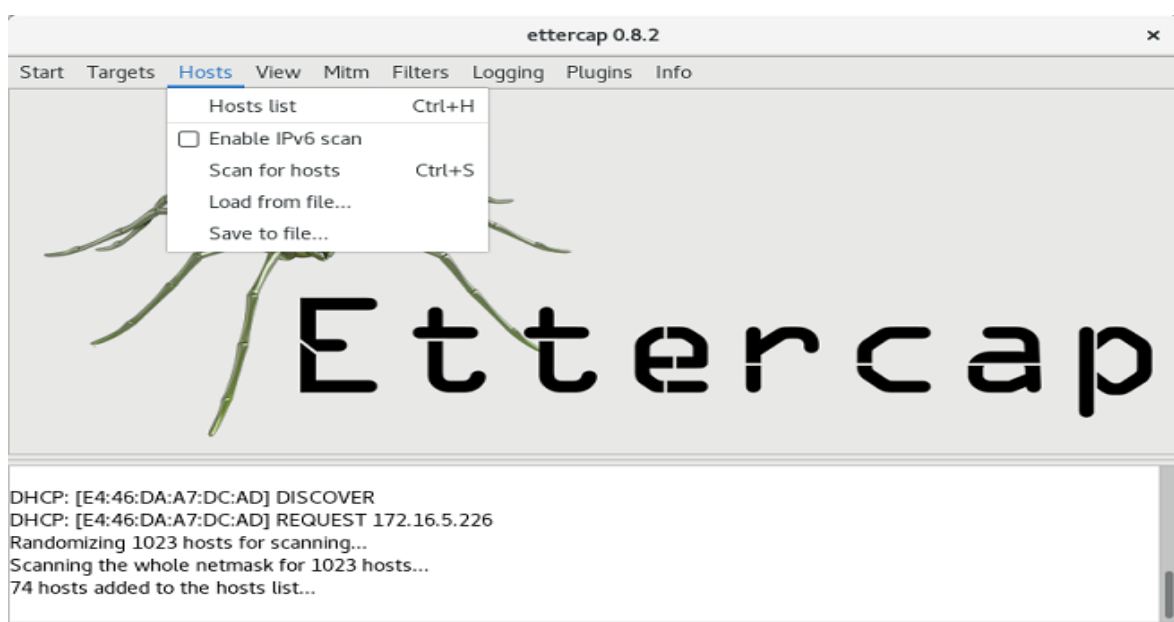 ettercap 0.8.2 ×
Start Targets Hosts View Mitm Filters Logging Plugins Info
Hosts list Ctrl+H
Enable IPv6 scan
Scan for hosts Ctrl+S
Load from file...
Save to file...
Ettercap
DHCP: [E4:46:DA:A7:DC:AD] DISCOVER
DHCP: [E4:46:DA:A7:DC:AD] REQUEST 172.16.5.226
Randomizing 1023 hosts for scanning...
Scanning the whole netmask for 1023 hosts...
74 hosts added to the hosts list...